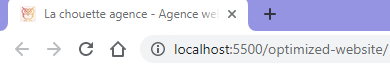 La chouette agence - Agence we
localhost:5500/optimized-website/